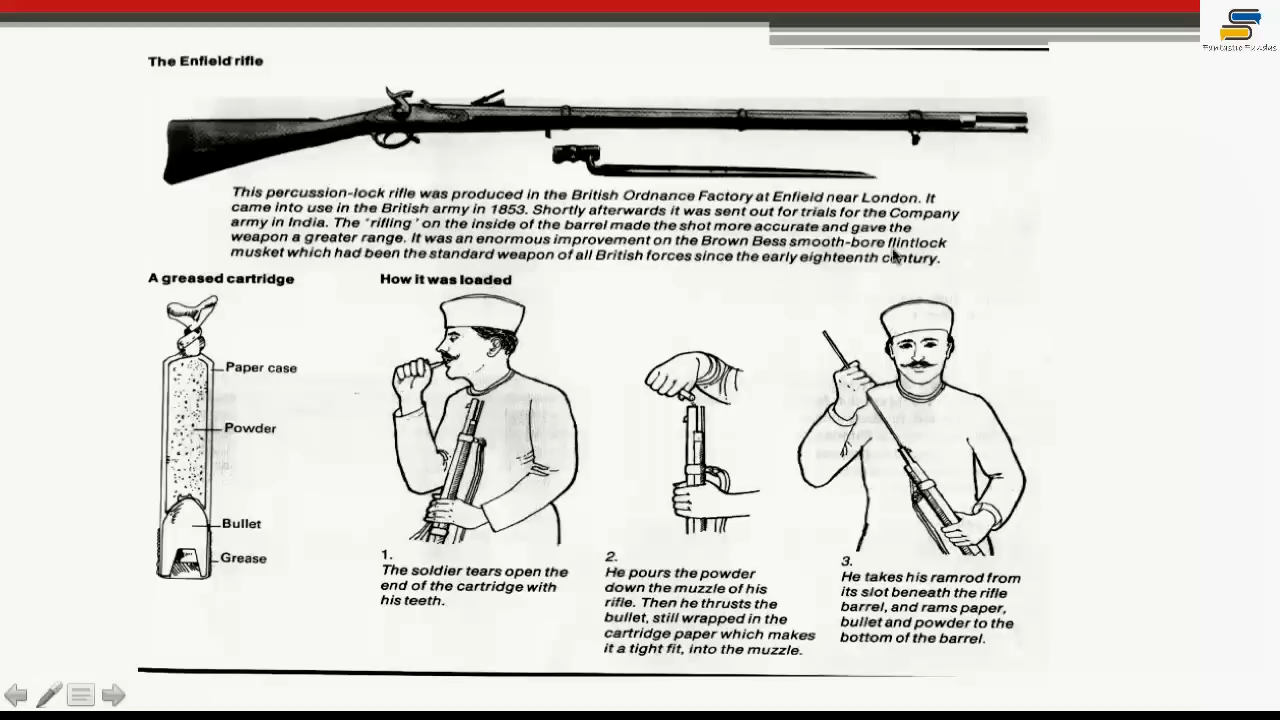 The Enfield rifle
This percussion-lock rifle was produced in the British Ordnance Factory at Enfield near London. It
came into use in the British army in 1853. Shortly afterwards it was sent out for trials for the Company
army in India. The 'rifling' on the inside of the barrel made the shot more accurate and gave the
weapon a greater range. It was an enormous improvement on the Brown Bess smooth-bore flintlock
musket which had been the standard weapon of all British forces since the early eighteenth century.
A greased cartridge
Paper case
Powder
Bullet
Grease
How it was loaded
1.
The soldier tears open the
end of the cartridge with
his teeth.
2.
He pours the powder
down the muzzle of his
rifle. Then he thrusts the
bullet, still wrapped in the
cartridge paper which makes
it a tight fit, into the muzzle.
3.
He takes his ramrod from
its slot beneath the rifle
barrel, and rams paper,
bullet and powder to the
bottom of the barrel.